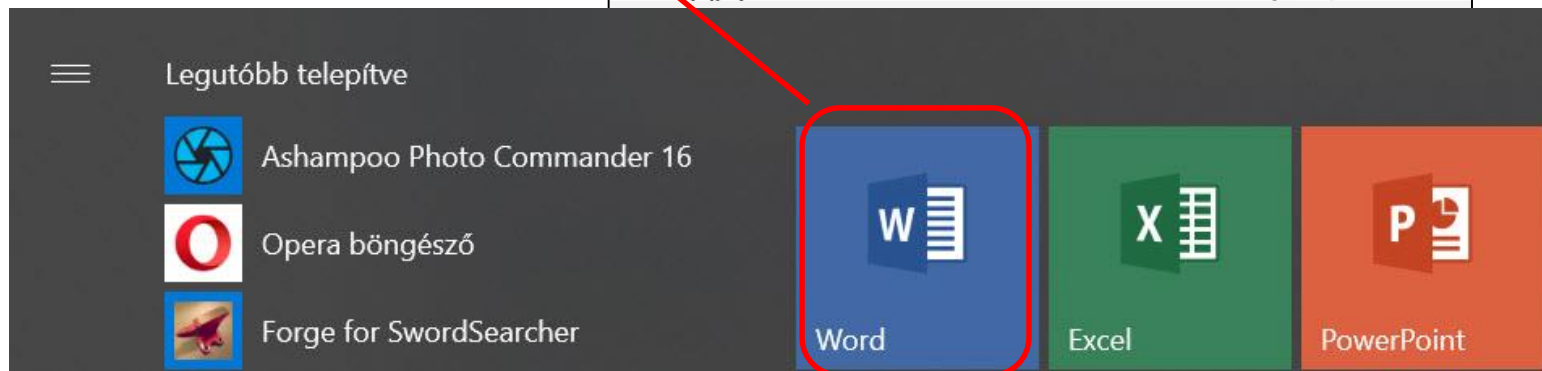 Legutóbb telepítve
Ashampoo Photo Commander 16
Opera böngésző
Forge for SwordSearcher
Word
Excel
PowerPoint